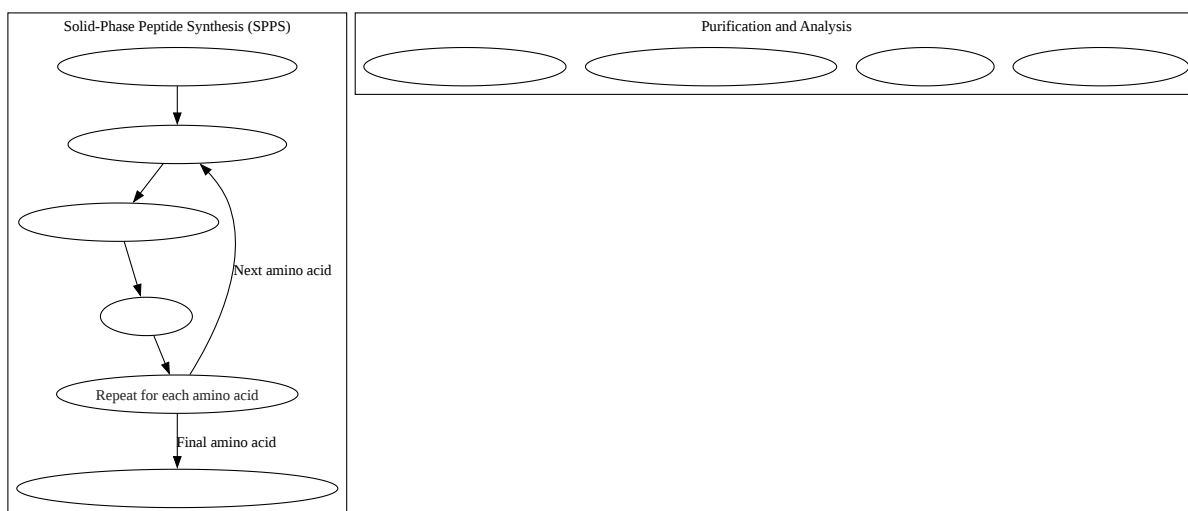 Solid-Phase Peptide Synthesis (SPPS)
Purification and Analysis
Next amino acid
Repeat for each amino acid
Final amino acid